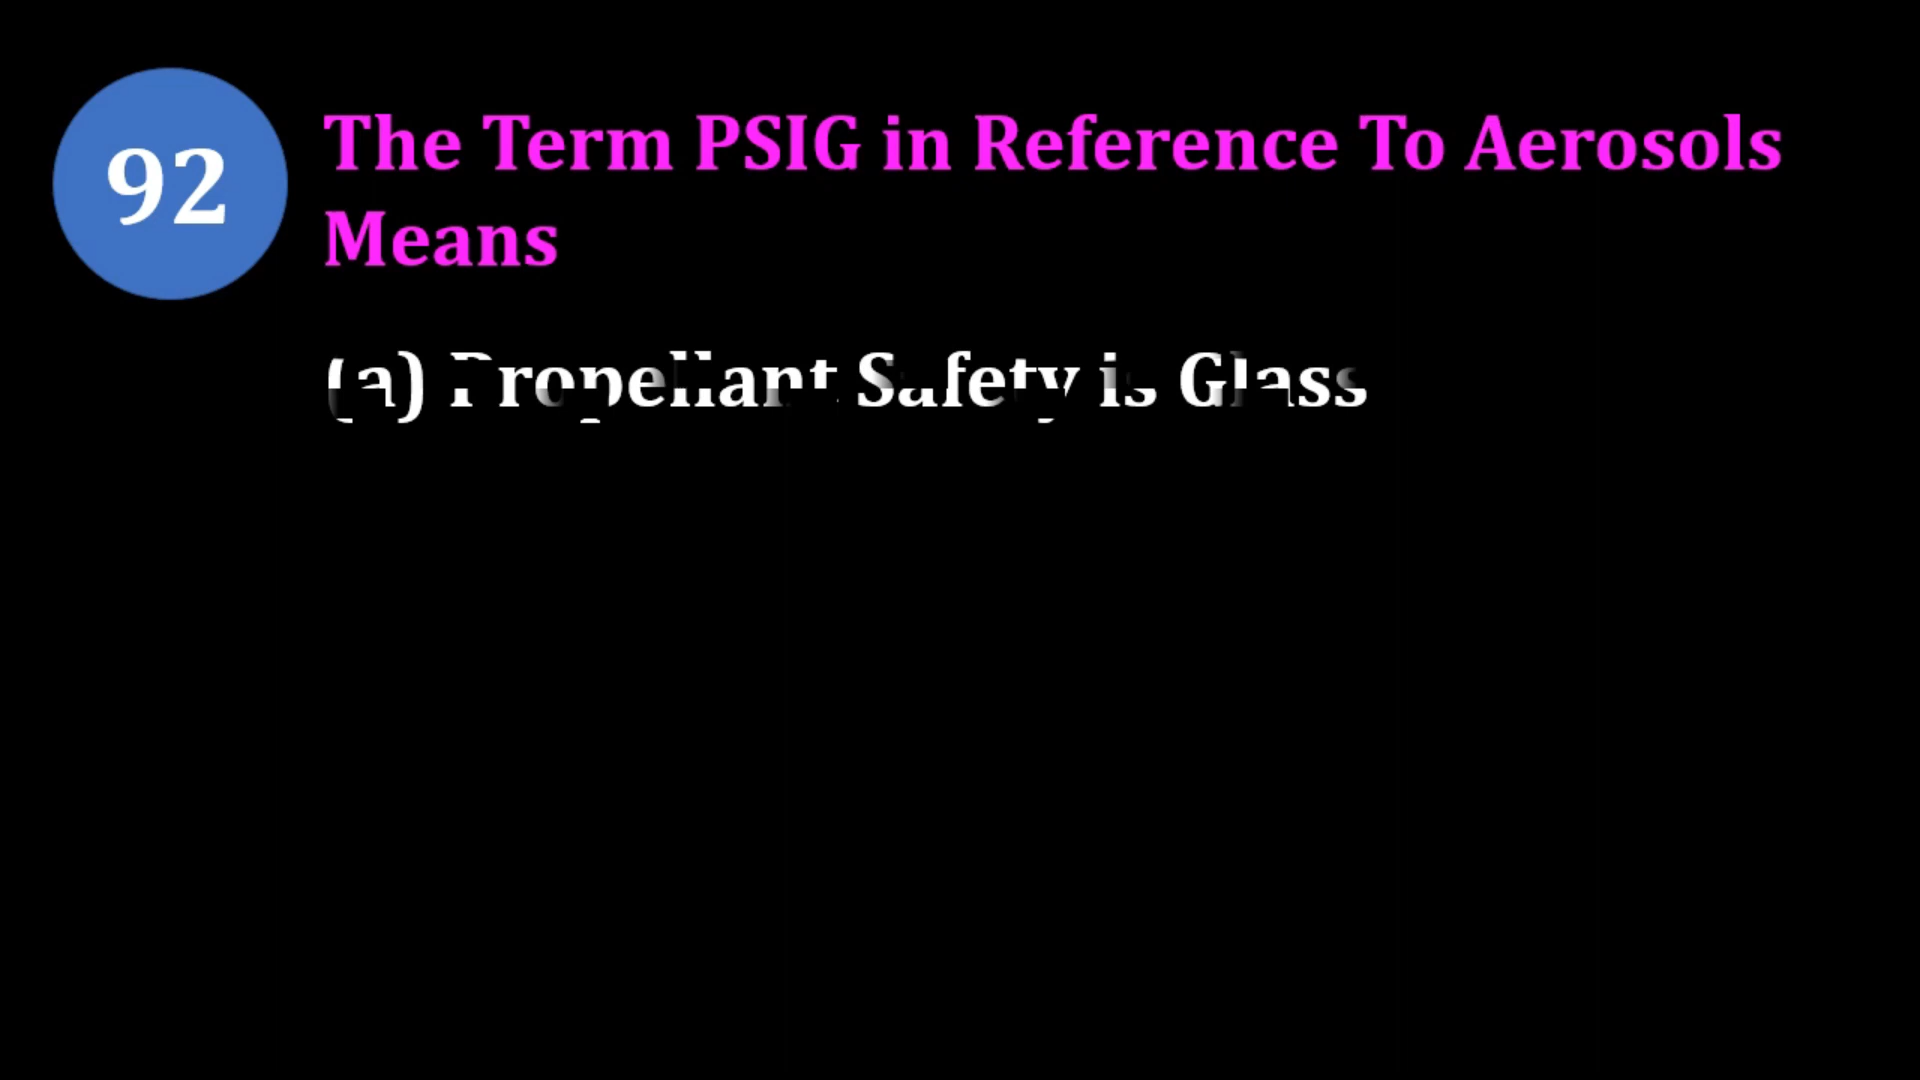 92
The Term PSIG in Reference To Aerosols
Means
(a) Propellant Safety is Glass